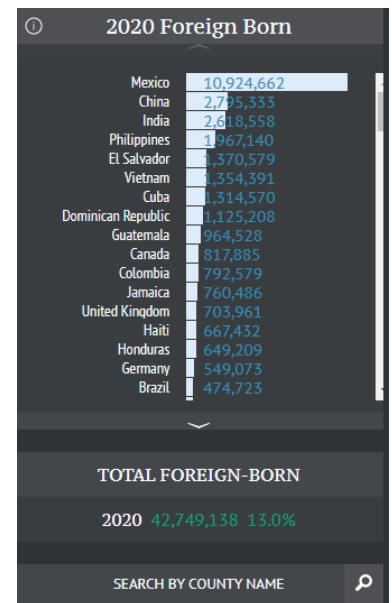 2020 Foreign Born
Mexico 10,924,662
China 2,795,333
India 2,618,558
Philippines 1,967,140
El Salvador 1,370,579
Vietnam 1,354,391
Cuba 1,314,570
Dominican Republic 1,125,208
Guatemala 964,528
Canada 817,885
Colombia 792,579
Jamaica 760,486
United Kingdom 703,961
Haiti 667,432
Honduras 649,209
Germany 549,073
Brazil 474,723
TOTAL FOREIGN-BORN
2020 42,749,138 13.0%
SEARCH BY COUNTY NAME